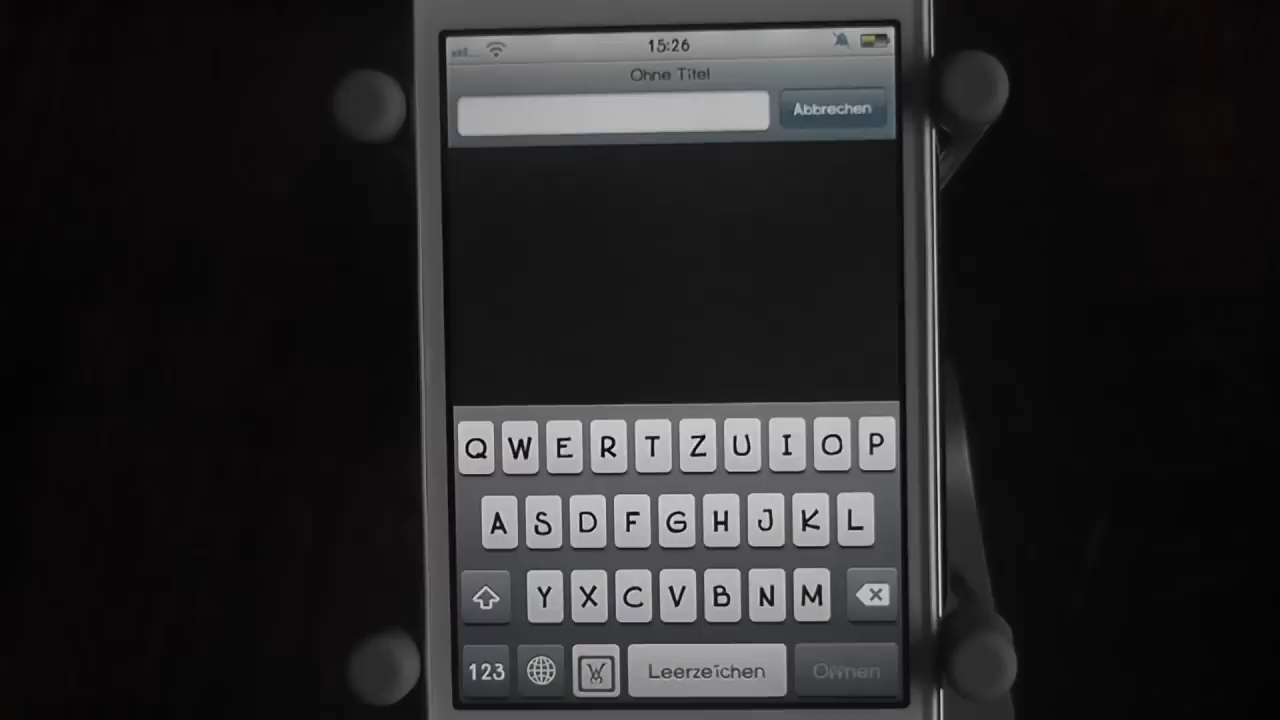 15:26
Ohne Titel
Abbrechen
Q W E R T Z U I O P
A S D F G H J K L
Y X C V B N M
123 Leerzeichen Öffnen